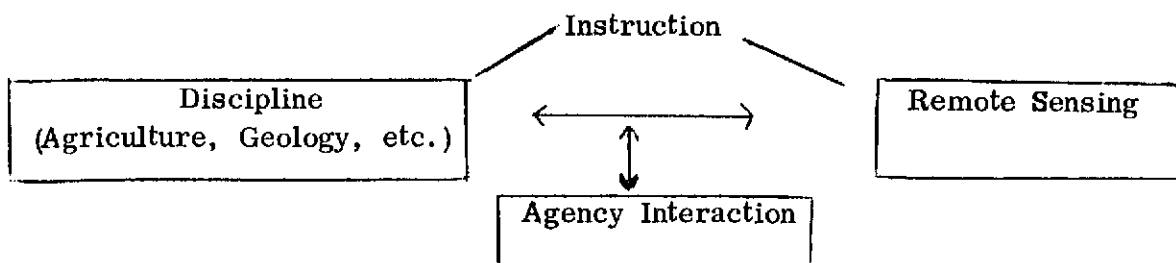 Instruction
Discipline
(Agriculture, Geology, etc.)
Remote Sensing
Agency Interaction